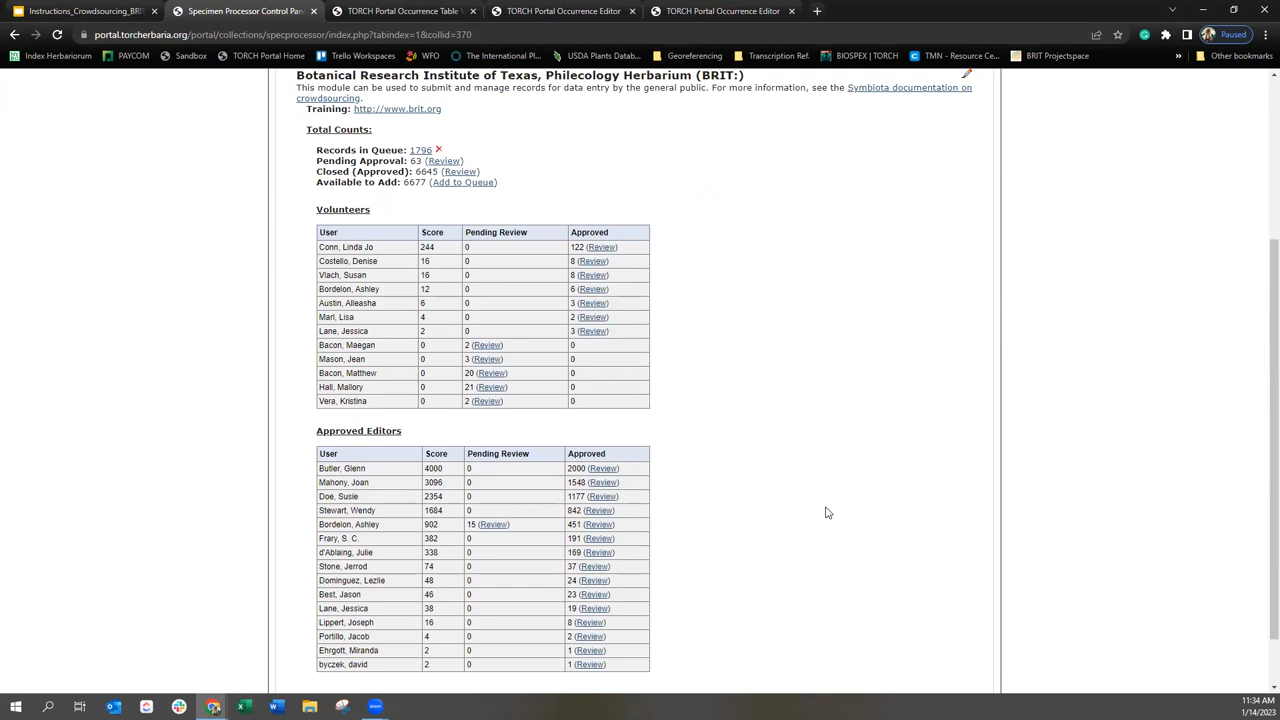 Instructions_Crowdsourcing_BRIT
Specimen Processor Control Pan
TORCH Portal Occurrence Table
TORCH Portal Occurrence Editor
TORCH Portal Occurrence Editor
portal.torcherbaria.org/portal/collections/specprocessor/index.php?tabindex=1&collid=370
Paused
Index Herbariorum PAYCOM Sandbox TORCH Portal Home Trello Workspaces WFO The International Pl... USDA Plants Datab... Georeferencing Transcription Ref. BIOSPEX | TORCH TMN - Resource Ce... BRIT Projectspace » Other bookmarks
Botanical Research Institute of Texas, Philecology Herbarium (BRIT:)
This module can be used to submit and manage records for data entry by the general public. For more information, see the Symbiota documentation on
crowdsourcing.
Training: http://www.brit.org
Total Counts:
Records in Queue: 1796
Pending Approval: 63 (Review)
Closed (Approved): 6645 (Review)
Available to Add: 6677 (Add to Queue)
Volunteers
User Score Pending Review Approved
Conn, Linda Jo 244 0 122 (Review)
Costello, Denise 16 0 8 (Review)
Vlach, Susan 16 0 8 (Review)
Bordelon, Ashley 12 0 6 (Review)
Austin, Alleasha 6 0 3 (Review)
Marl, Lisa 4 0 2 (Review)
Lane, Jessica 2 0 3 (Review)
Bacon, Maegan 0 2 (Review) 0
Mason, Jean 0 3 (Review) 0
Bacon, Matthew 0 20 (Review) 0
Hall, Mallory 0 21 (Review) 0
Vera, Kristina 0 2 (Review) 0
Approved Editors
User Score Pending Review Approved
Butler, Glenn 4000 0 2000 (Review)
Mahony, Joan 3096 0 1548 (Review)
Doe, Susie 2354 0 1177 (Review)
Stewart, Wendy 1684 0 842 (Review)
Bordelon, Ashley 902 15 (Review) 451 (Review)
Frary, S. C. 382 0 191 (Review)
d'Ablaing, Julie 338 0 169 (Review)
Stone, Jerrod 74 0 37 (Review)
Dominguez, Lezlie 48 0 24 (Review)
Best, Jason 46 0 23 (Review)
Lane, Jessica 38 0 19 (Review)
Lippert, Joseph 16 0 8 (Review)
Portillo, Jacob 4 0 2 (Review)
Ehrgott, Miranda 2 0 1 (Review)
byczek, david 2 0 1 (Review)
11:34 AM
1/14/2023